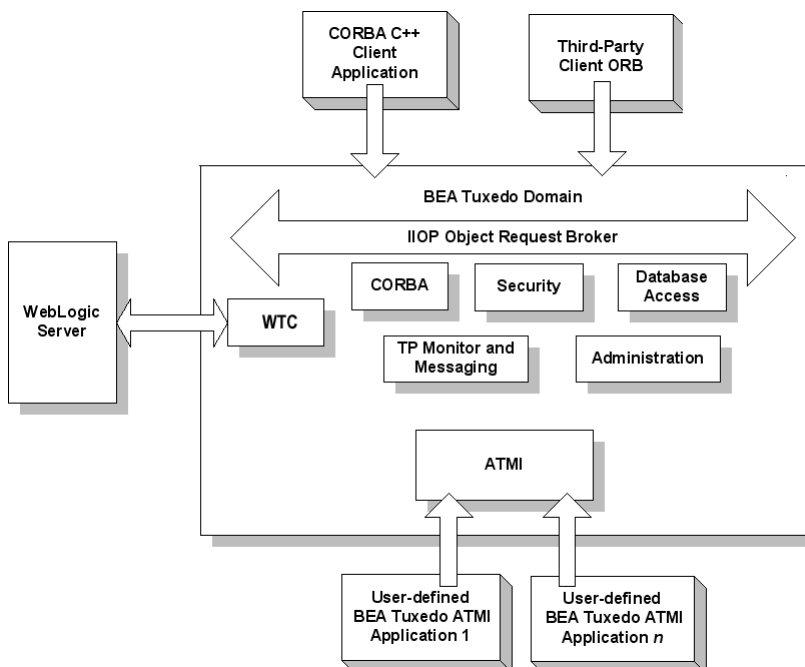 CORBA C++
Client
Application
Third-Party
Client ORB
BEA Tuxedo Domain
IIOP Object Request Broker
WebLogic
Server
WTC
CORBA
Security
Database
Access
TP Monitor and
Messaging
Administration
ATMI
User-defined
BEA Tuxedo ATMI
Application 1
User-defined
BEA Tuxedo ATMI
Application n